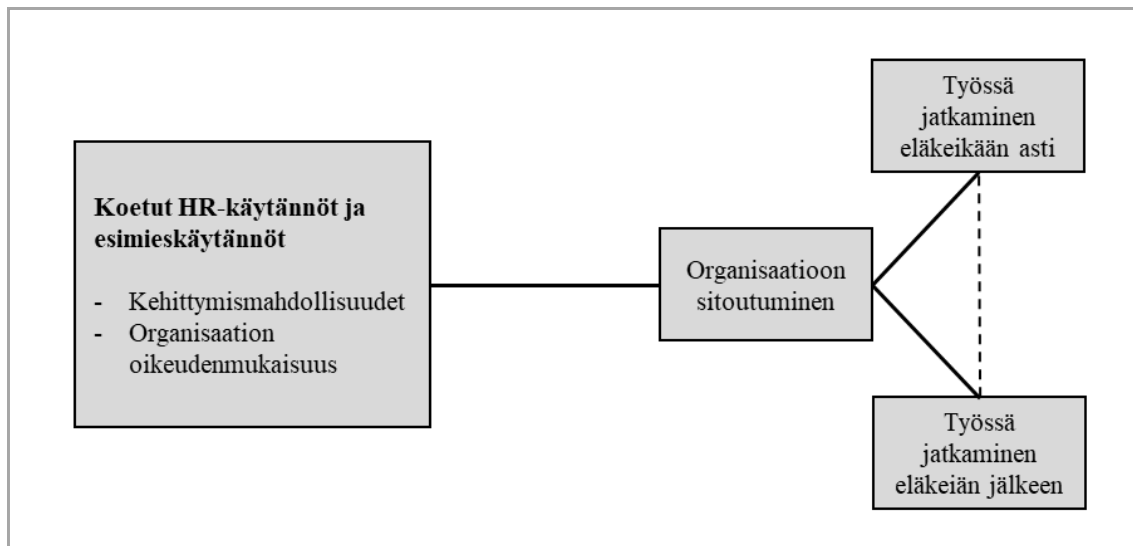 Koetut HR-käytännöt ja
esimieskäytännöt
- Kehittymismahdollisuudet
- Organisaation
oikeudenmukaisuus
Organisaatioon
sitoutuminen
Työssä
jatkaminen
eläkeikään asti
Työssä
jatkaminen
eläkeiän jälkeen